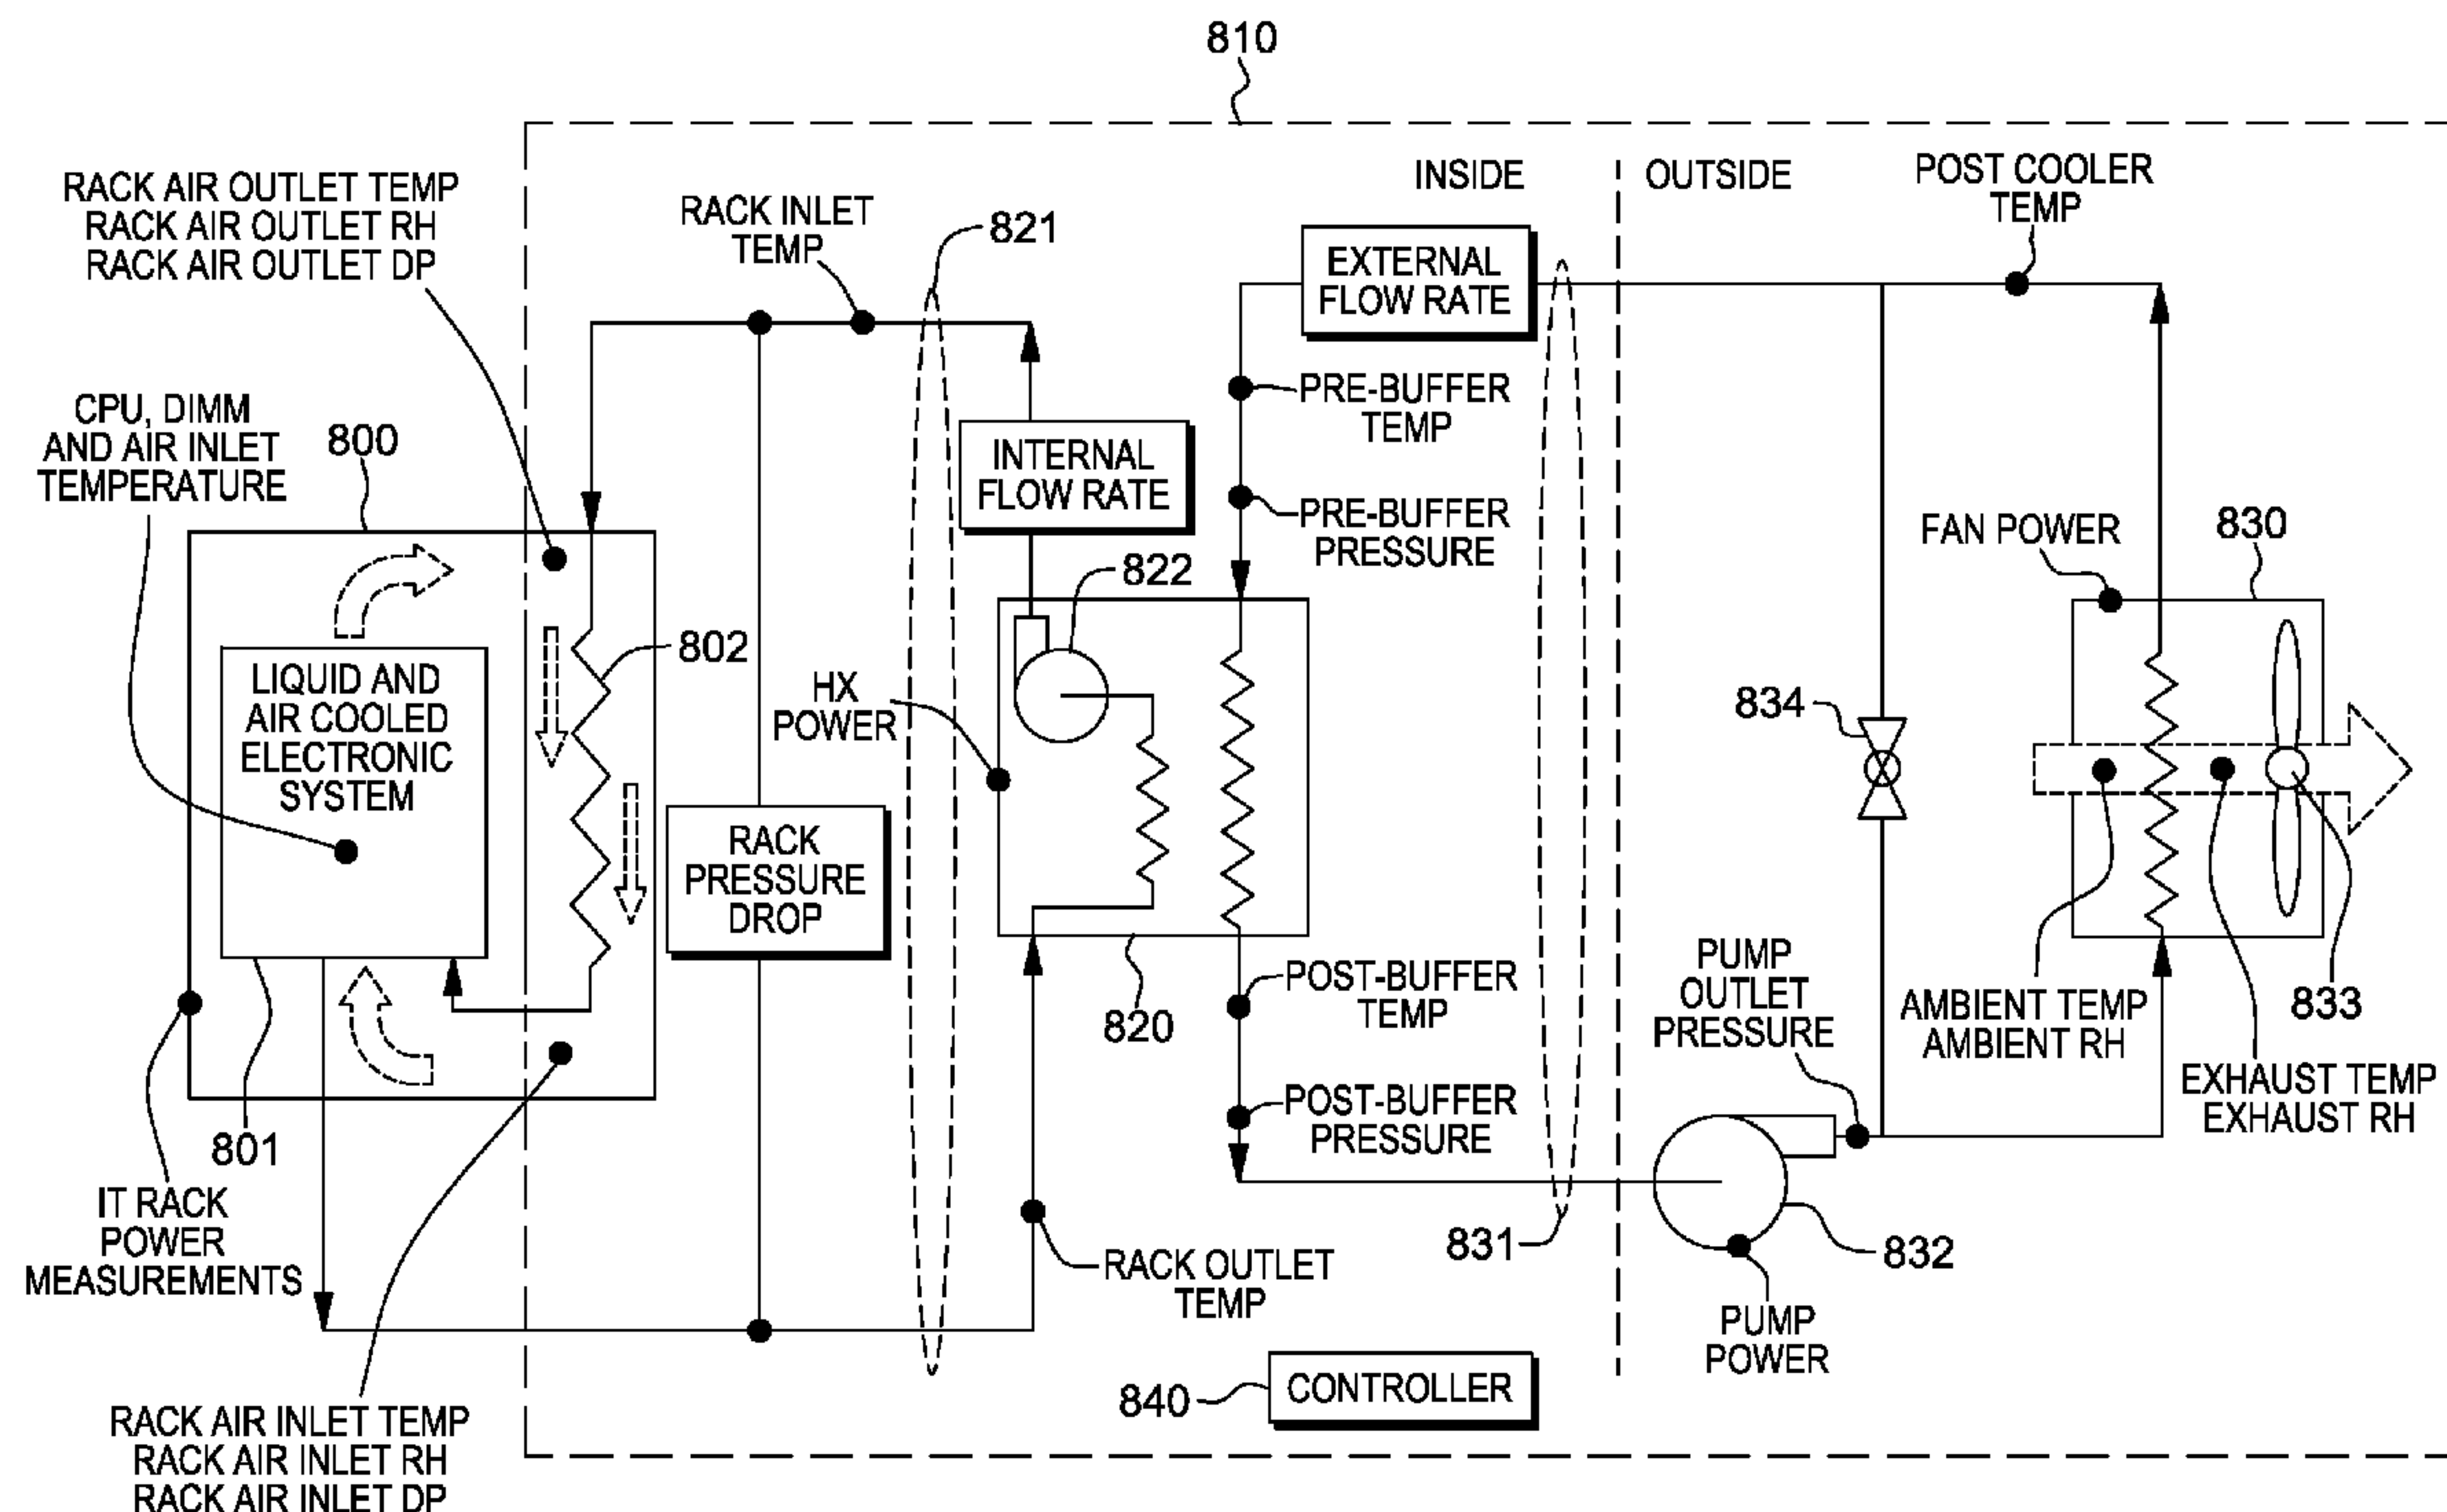 810
INSIDE
OUTSIDE
POST COOLER
TEMP
RACK AIR OUTLET TEMP
RACK AIR OUTLET RH
RACK AIR OUTLET DP
RACK INLET
TEMP
821
EXTERNAL
FLOW RATE
PRE-BUFFER
TEMP
CPU, DIMM
AND AIR INLET
TEMPERATURE
800
INTERNAL
FLOW RATE
PRE-BUFFER
PRESSURE
FAN POWER
830
822
802
LIQUID AND
AIR COOLED
ELECTRONIC
SYSTEM
HX
POWER
834
RACK
PRESSURE
DROP
PUMP
OUTLET
PRESSURE
POST-BUFFER
TEMP
820
AMBIENT TEMP
AMBIENT RH
833
EXHAUST TEMP
EXHAUST RH
POST-BUFFER
PRESSURE
801
IT RACK
POWER
MEASUREMENTS
831
832
RACK OUTLET
TEMP
PUMP
POWER
840
CONTROLLER
RACK AIR INLET TEMP
RACK AIR INLET RH
RACK AIR INLET DP